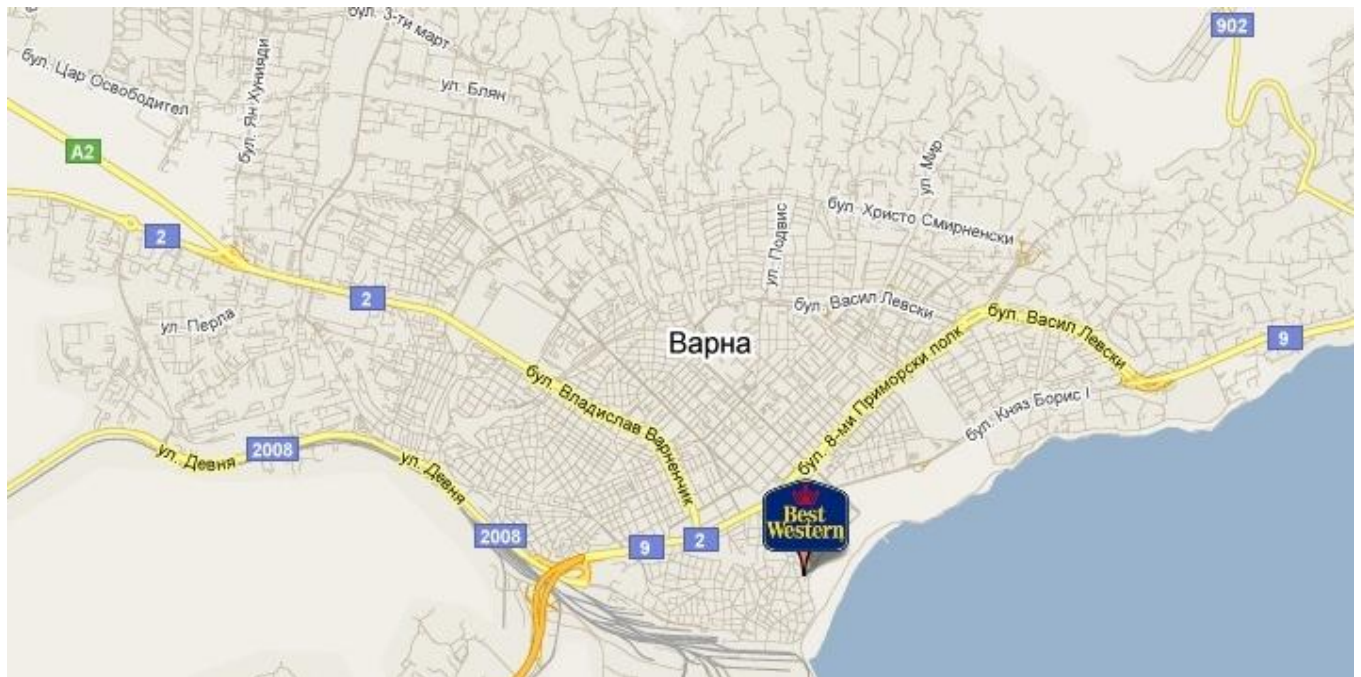 бул. 3-ти март
902
бул. Цар Освободител
бул. Ян Хунияди
ул. Блян
A2
ул. Мир
бул. Христо Смирненски
ул. Подвис
2
2
бул. Васил Левски
бул. Васил Левски
ул. Перла
Варна
9
бул. Владислав Варненчик
бул. 8-ми Приморски полк
бул. Княз Борис I
ул. Девня
2008
ул. Девня
Best
Western
2008
9
2